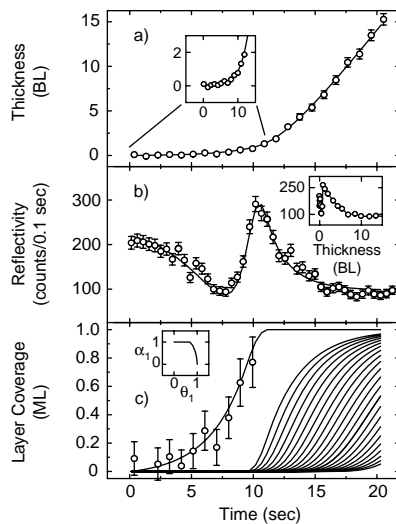 Thickness
(BL)
15
10
5
0
a)
2
0
0
10
Reflectivity
(counts/0.1 sec)
300
200
100
b)
250
100
0
10
Thickness
(BL)
Layer Coverage
(ML)
1.0
0.8
0.6
0.4
0.2
0
α1
1
0
0
1
θ1
c)
0
5
10
15
20
Time (sec)